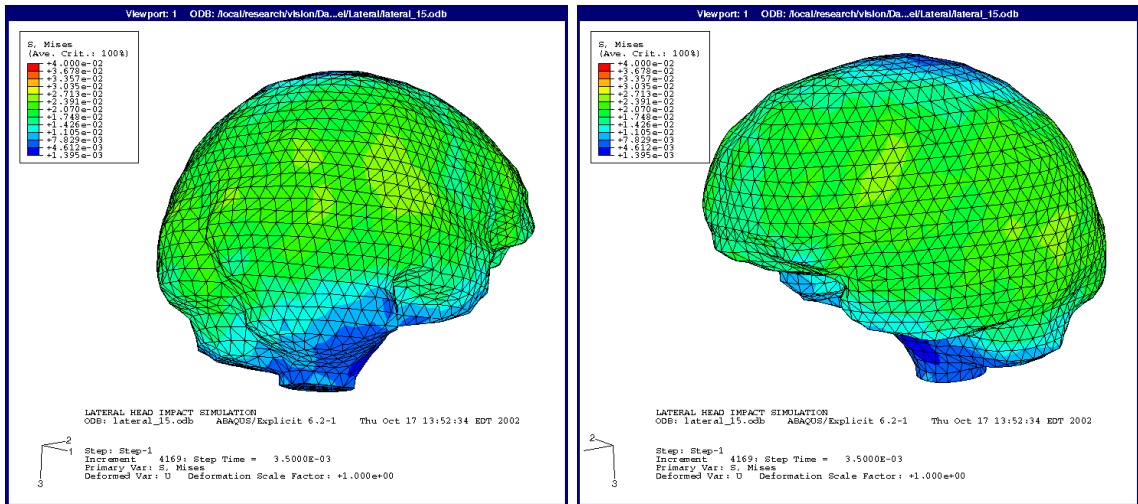 Viewport: 1 ODB: /local/research/vision/Da...el/Lateral/lateral_15.odb
S, Mises
(Ave. Crit.: 100%)
+4.000e-02
+3.678e-02
+3.357e-02
+3.035e-02
+2.713e-02
+2.391e-02
+2.070e-02
+1.748e-02
+1.426e-02
+1.105e-02
+7.829e-03
+4.612e-03
+1.395e-03
LATERAL HEAD IMPACT SIMULATION
ODB: lateral_15.odb ABAQUS/Explicit 6.2-1 Thu Oct 17 13:52:34 EDT 2002
2
1
3
Step: Step-1
Increment 4169: Step Time = 3.5000E-03
Primary Var: S, Mises
Deformed Var: U Deformation Scale Factor: +1.000e+00
Viewport: 1 ODB: /local/research/vision/Da...el/Lateral/lateral_15.odb
S, Mises
(Ave. Crit.: 100%)
+4.000e-02
+3.678e-02
+3.357e-02
+3.035e-02
+2.713e-02
+2.391e-02
+2.070e-02
+1.748e-02
+1.426e-02
+1.105e-02
+7.829e-03
+4.612e-03
+1.395e-03
LATERAL HEAD IMPACT SIMULATION
ODB: lateral_15.odb ABAQUS/Explicit 6.2-1 Thu Oct 17 13:52:34 EDT 2002
2
3
Step: Step-1
Increment 4169: Step Time = 3.5000E-03
Primary Var: S, Mises
Deformed Var: U Deformation Scale Factor: +1.000e+00